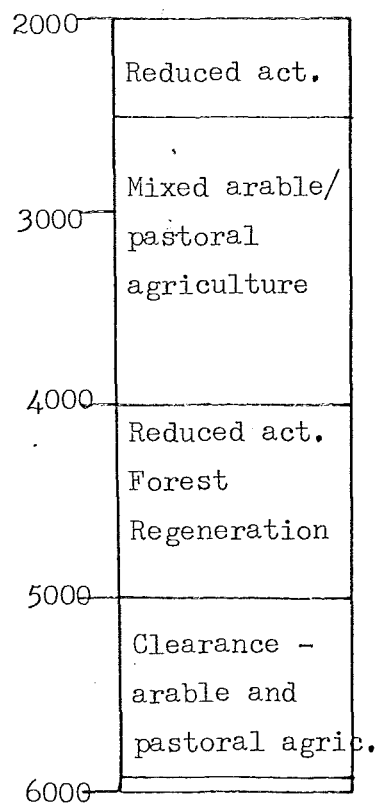 2000
Reduced act.
Mixed arable/
3000
pastoral
agriculture
4000
Reduced act.
Forest
Regeneration
5000
Clearance -
arable and
pastoral agric.
6000